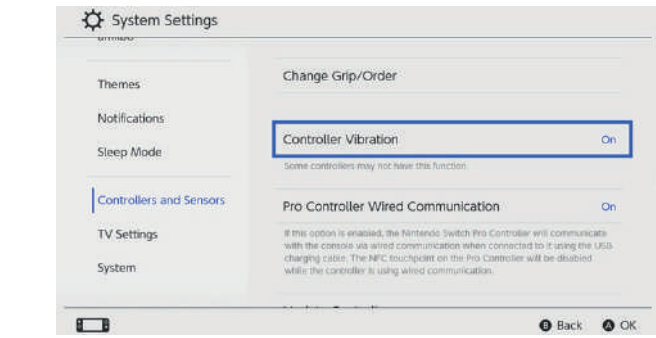 System Settings
Themes
Notifications
Sleep Mode
Controllers and Sensors
TV Settings
System
Change Grip/Order
Controller Vibration On
Some controllers may not have this function.
Pro Controller Wired Communication On
If this option is enabled, the Nintendo Switch Pro Controller will communicate
with the console via wired communication when connected to it using the USB
charging cable. The NFC touchpoint on the Pro Controller will be disabled
while the controller is using wired communication.
B Back A OK